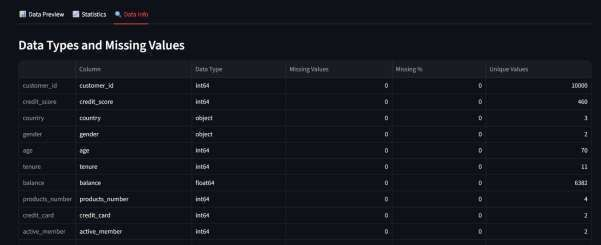 Data Preview Statistics Data Info
Data Types and Missing Values
Column Data Type Missing Values Missing % Unique Values
customer_id customer_id int64 0 0 10000
credit_score credit_score int64 0 0 460
country country object 0 0 3
gender gender object 0 0 2
age age int64 0 0 70
tenure tenure int64 0 0 11
balance balance float64 0 0 6382
products_number products_number int64 0 0 4
credit_card credit_card int64 0 0 2
active_member active_member int64 0 0 2